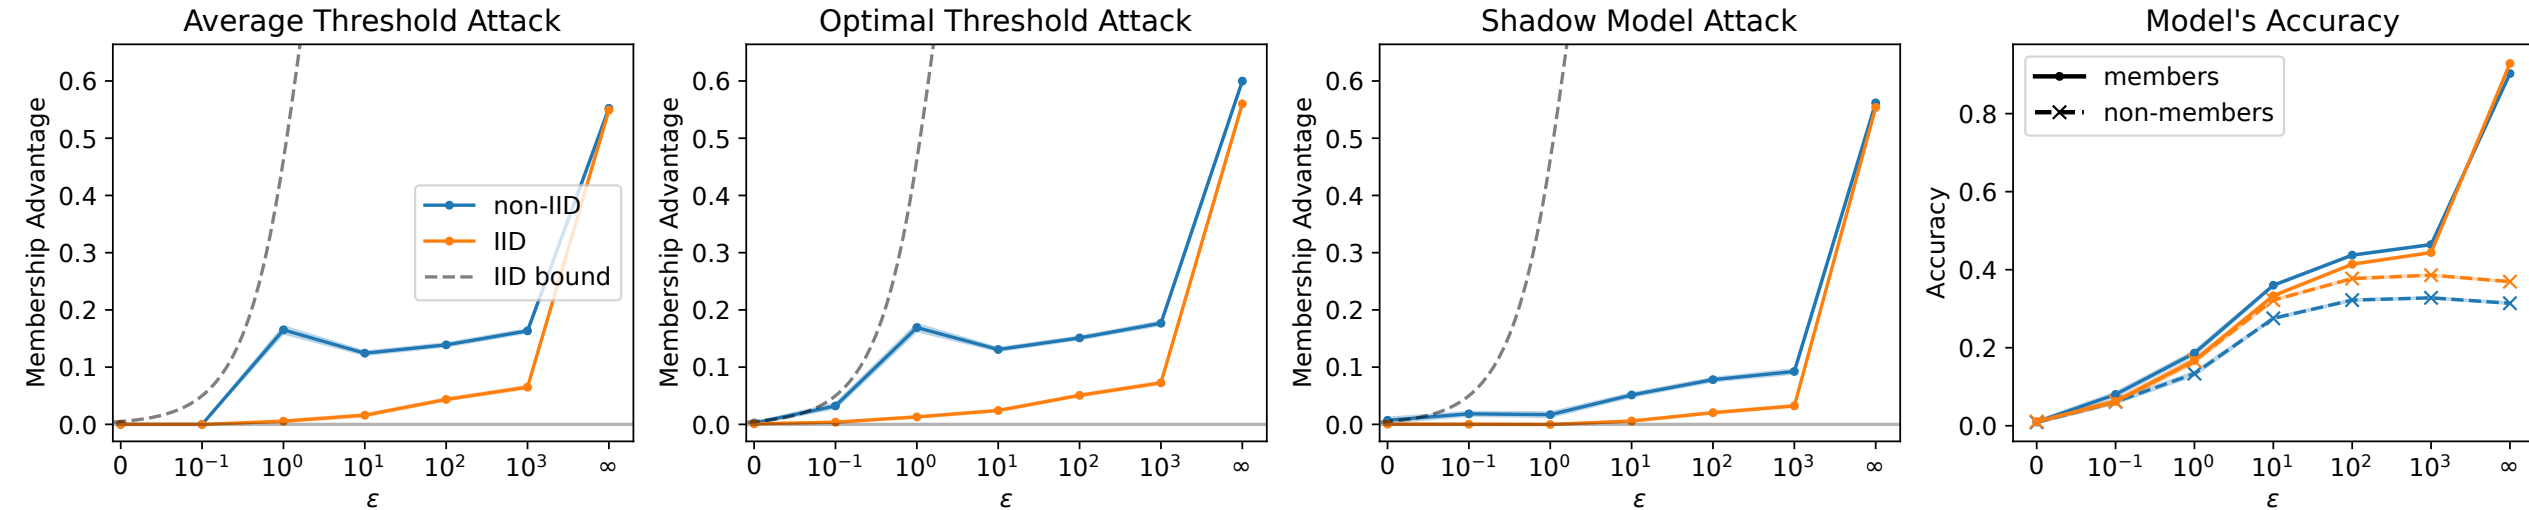 Average Threshold Attack
Membership Advantage
0.6
0.5
0.4
0.3
0.2
0.1
0.0
non-IID
IID
IID bound
0 10⁻¹ 10⁰ 10¹ 10² 10³ ∞
ε
Optimal Threshold Attack
Membership Advantage
0.6
0.5
0.4
0.3
0.2
0.1
0.0
0 10⁻¹ 10⁰ 10¹ 10² 10³ ∞
ε
Shadow Model Attack
Membership Advantage
0.6
0.5
0.4
0.3
0.2
0.1
0.0
0 10⁻¹ 10⁰ 10¹ 10² 10³ ∞
ε
Model's Accuracy
Accuracy
0.8
0.6
0.4
0.2
0.0
members
non-members
0 10⁻¹ 10⁰ 10¹ 10² 10³ ∞
ε